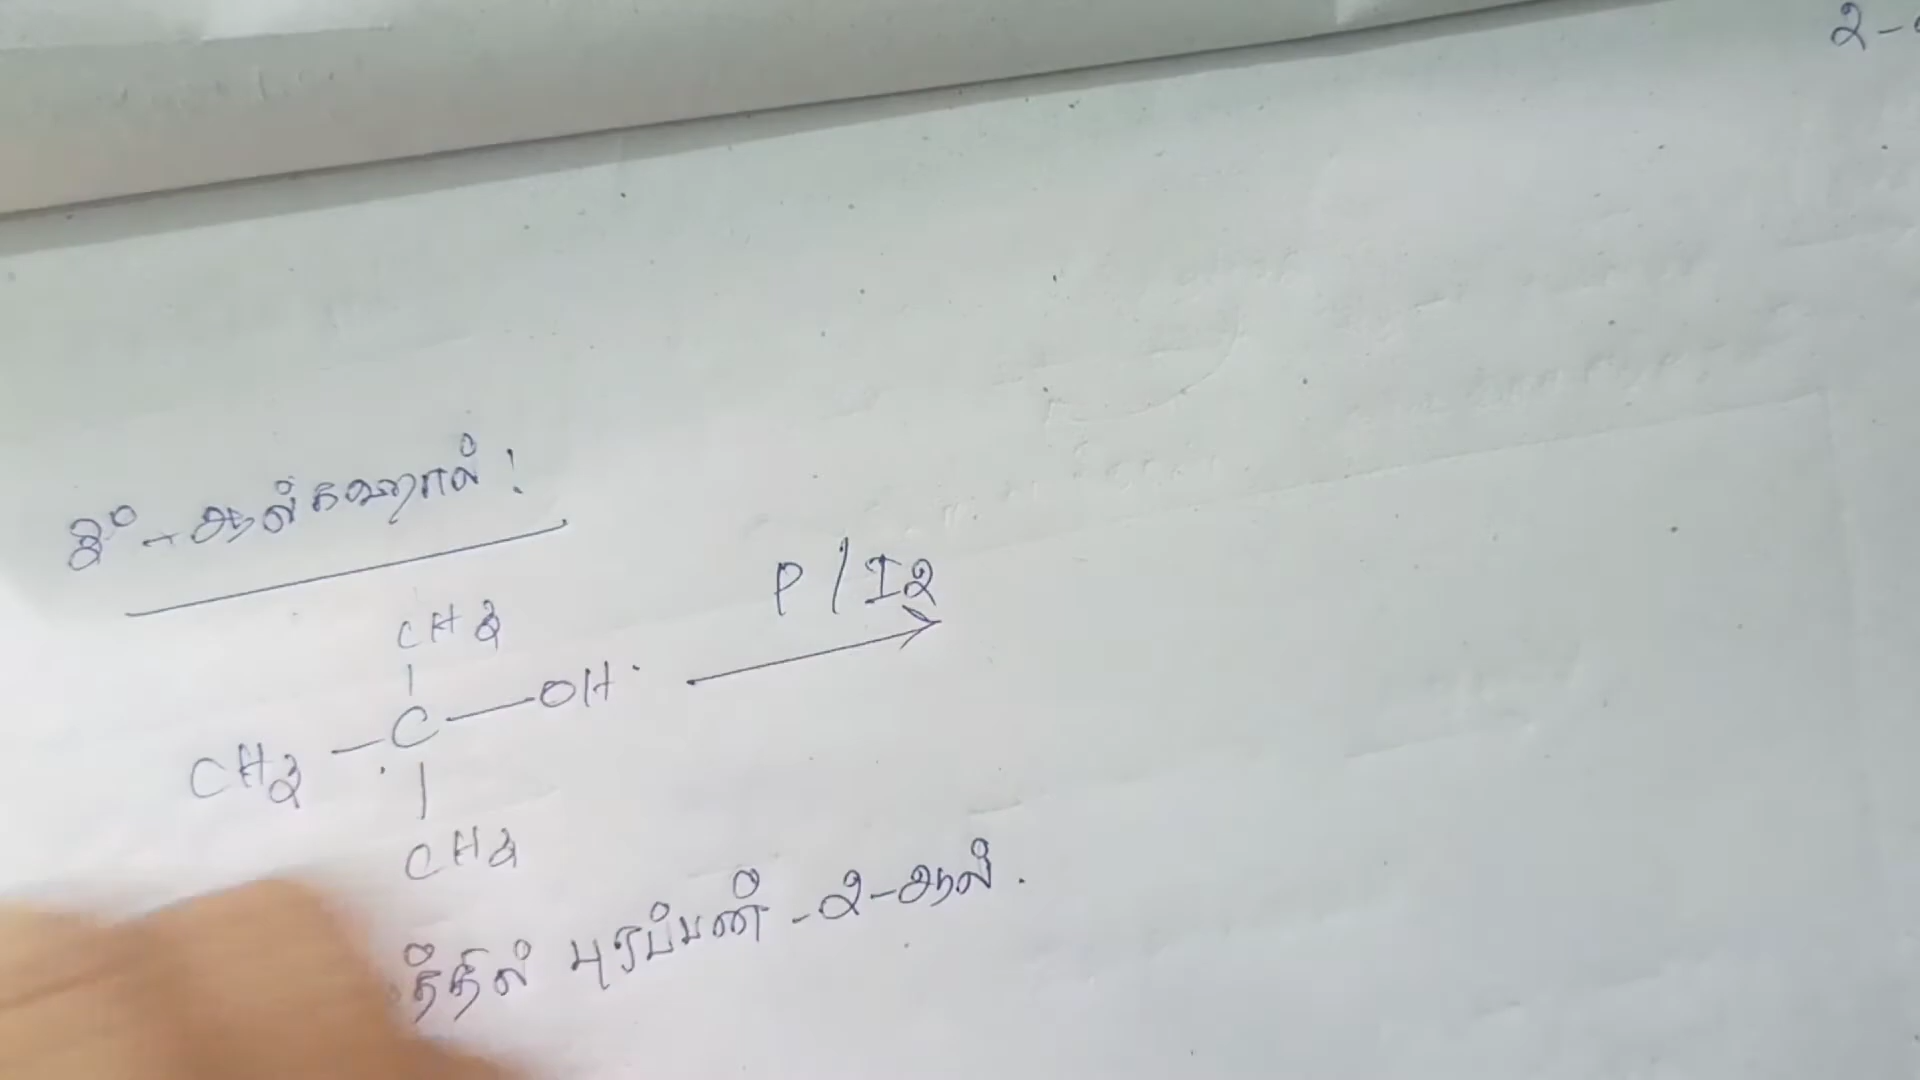 2-
3° - ஆல்கஹால் :
CH3
|
CH3 — C — OH
|
CH3
P / I2
த்தில் புரப்பன் - 2 - ஆல் .